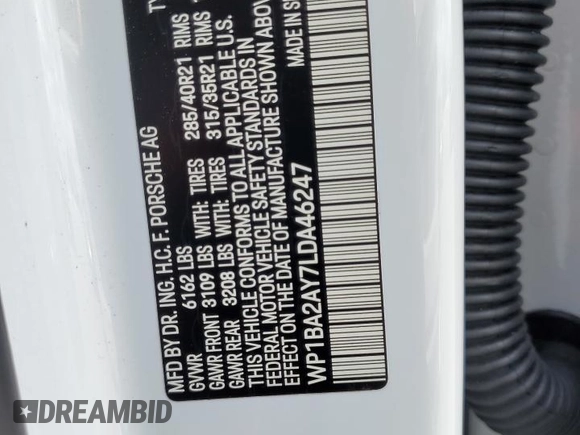 MFD BY DR. ING. H.C. F. PORSCHE AG
GVWR 6162 LBS
GAWR FRONT 3109 LBS WITH: TIRES 285/40R21 RIMS
GAWR REAR 3208 LBS WITH: TIRES 315/35R21 RIMS
THIS VEHICLE CONFORMS TO ALL APPLICABLE U.S.
FEDERAL MOTOR VEHICLE SAFETY STANDARDS IN
EFFECT ON THE DATE OF MANUFACTURE SHOWN ABOVE
WP1BA2AY7LDA46247 MADE IN
DREAMBID